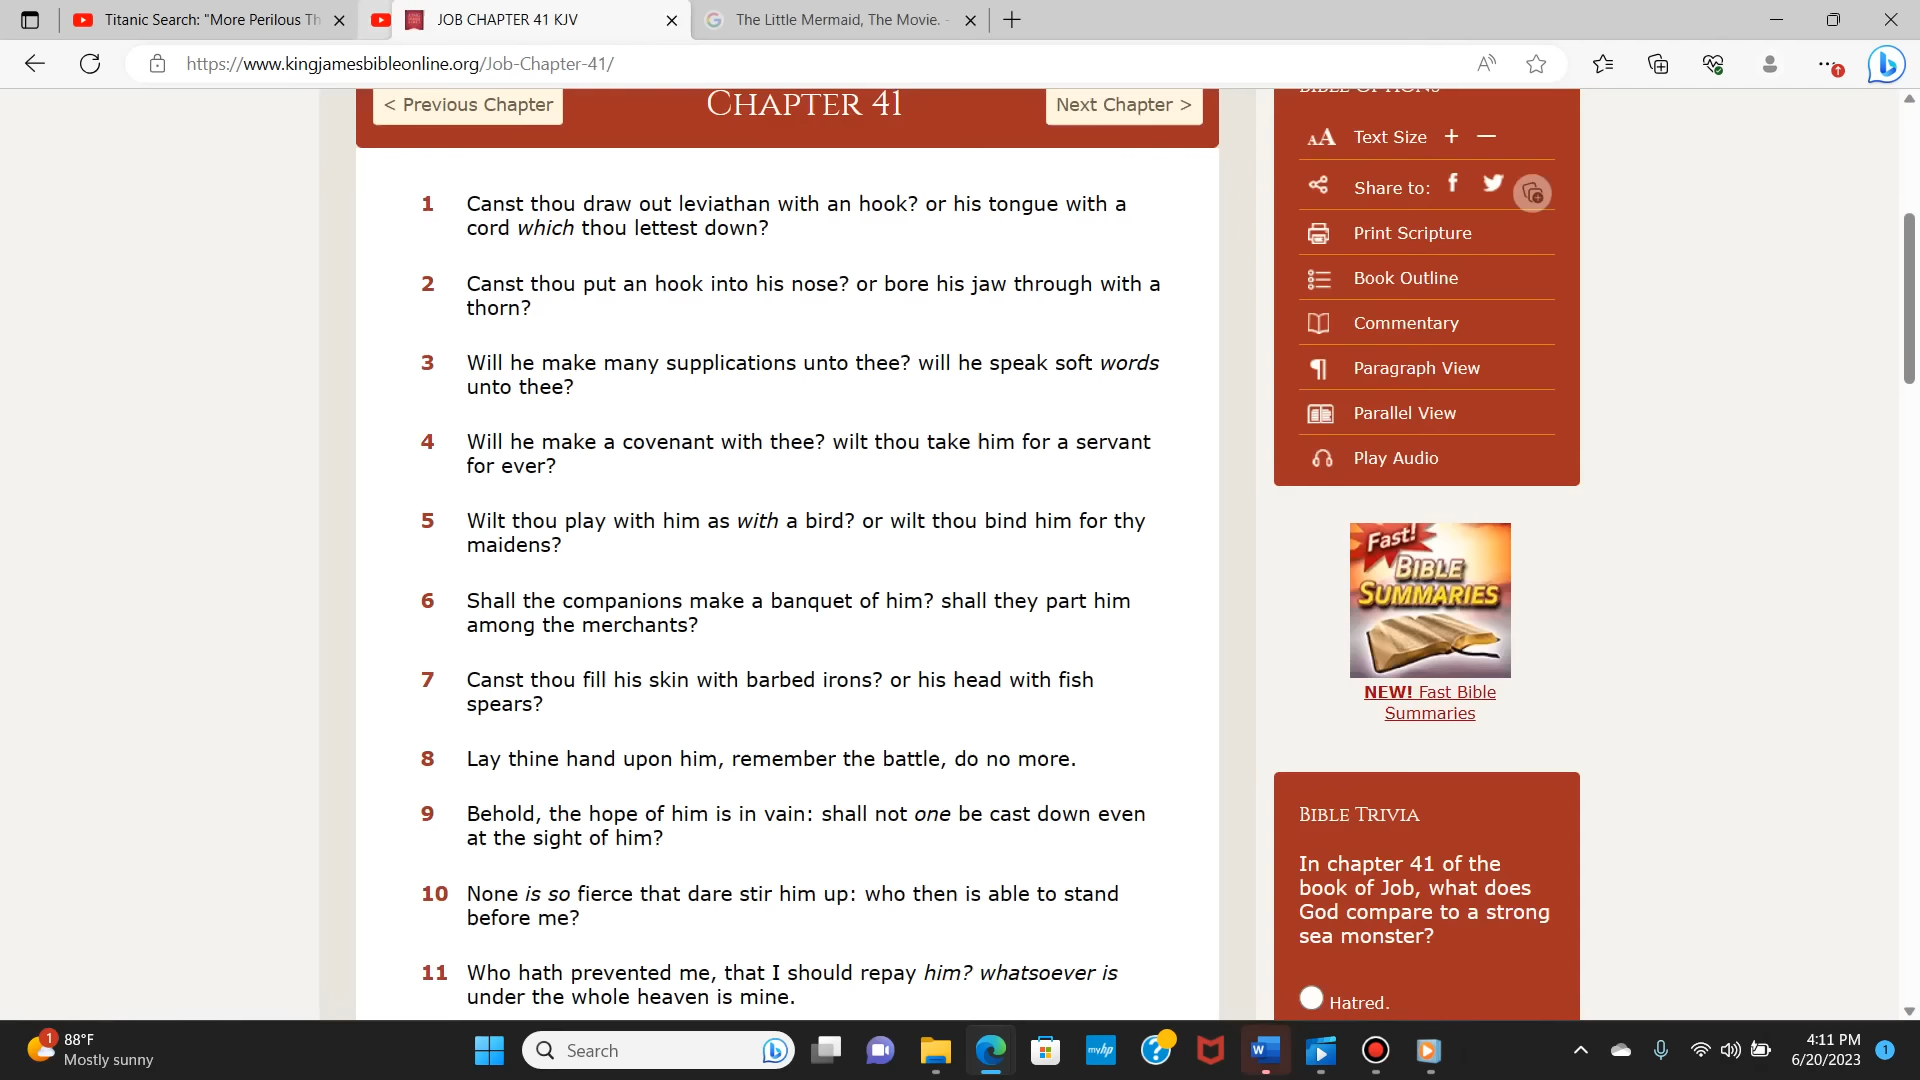 Titanic Search: "More Perilous Th
JOB CHAPTER 41 KJV
The Little Mermaid, The Movie. -
https://www.kingjamesbibleonline.org/Job-Chapter-41/
< Previous Chapter
CHAPTER 41
Next Chapter >
1 Canst thou draw out leviathan with an hook? or his tongue with a
cord which thou lettest down?
2 Canst thou put an hook into his nose? or bore his jaw through with a
thorn?
3 Will he make many supplications unto thee? will he speak soft words
unto thee?
4 Will he make a covenant with thee? wilt thou take him for a servant
for ever?
5 Wilt thou play with him as with a bird? or wilt thou bind him for thy
maidens?
6 Shall the companions make a banquet of him? shall they part him
among the merchants?
7 Canst thou fill his skin with barbed irons? or his head with fish
spears?
8 Lay thine hand upon him, remember the battle, do no more.
9 Behold, the hope of him is in vain: shall not one be cast down even
at the sight of him?
10 None is so fierce that dare stir him up: who then is able to stand
before me?
11 Who hath prevented me, that I should repay him? whatsoever is
under the whole heaven is mine.
BIBLE OPTIONS
AA Text Size + —
Share to: f
Print Scripture
Book Outline
Commentary
Paragraph View
Parallel View
Play Audio
Fast!
BIBLE
SUMMARIES
NEW! Fast Bible
Summaries
BIBLE TRIVIA
In chapter 41 of the
book of Job, what does
God compare to a strong
sea monster?
Hatred.
1
88°F
Mostly sunny
Search
myhp
?
W
4:11 PM
6/20/2023
1